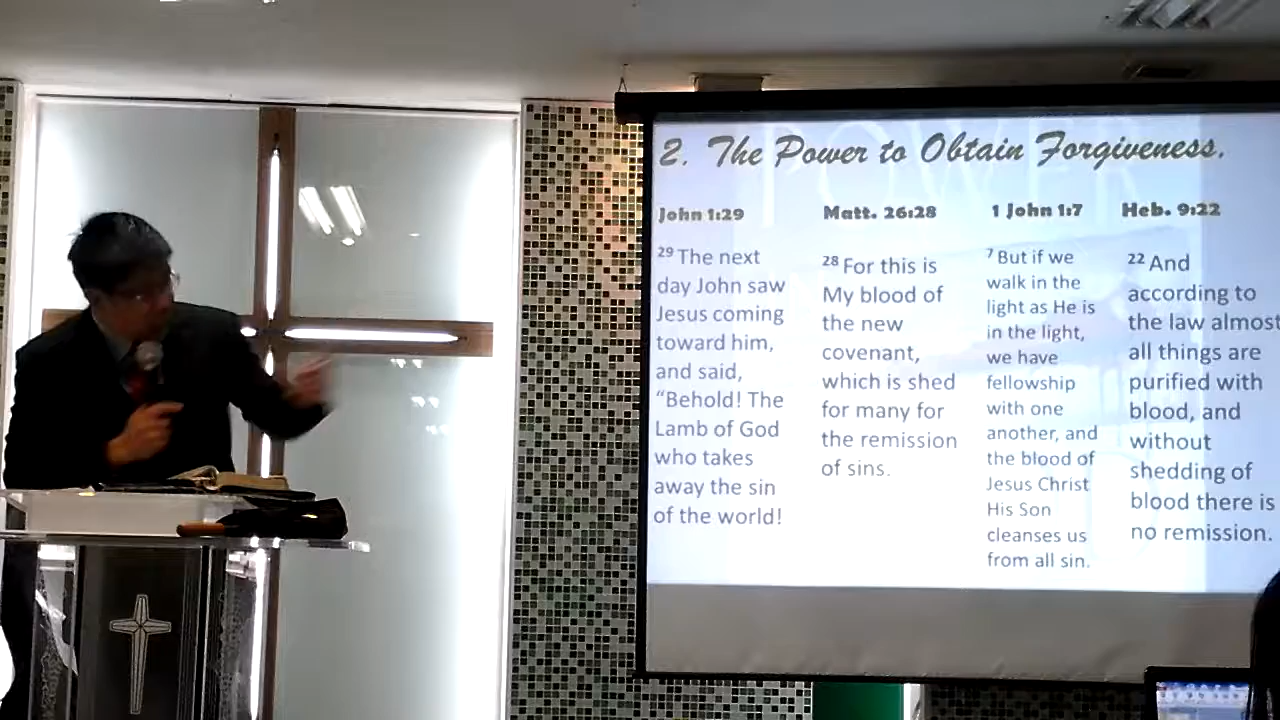 POWER
2. The Power to Obtain Forgiveness.
John 1:29
29 The next
day John saw
Jesus coming
toward him,
and said,
“Behold! The
Lamb of God
who takes
away the sin
of the world!
Matt. 26:28
28 For this is
My blood of
the new
covenant,
which is shed
for many for
the remission
of sins.
1 John 1:7
7 But if we
walk in the
light as He is
in the light,
we have
fellowship
with one
another, and
the blood of
Jesus Christ
His Son
cleanses us
from all sin.
Heb. 9:22
22 And
according to
the law almost
all things are
purified with
blood, and
without
shedding of
blood there is
no remission.